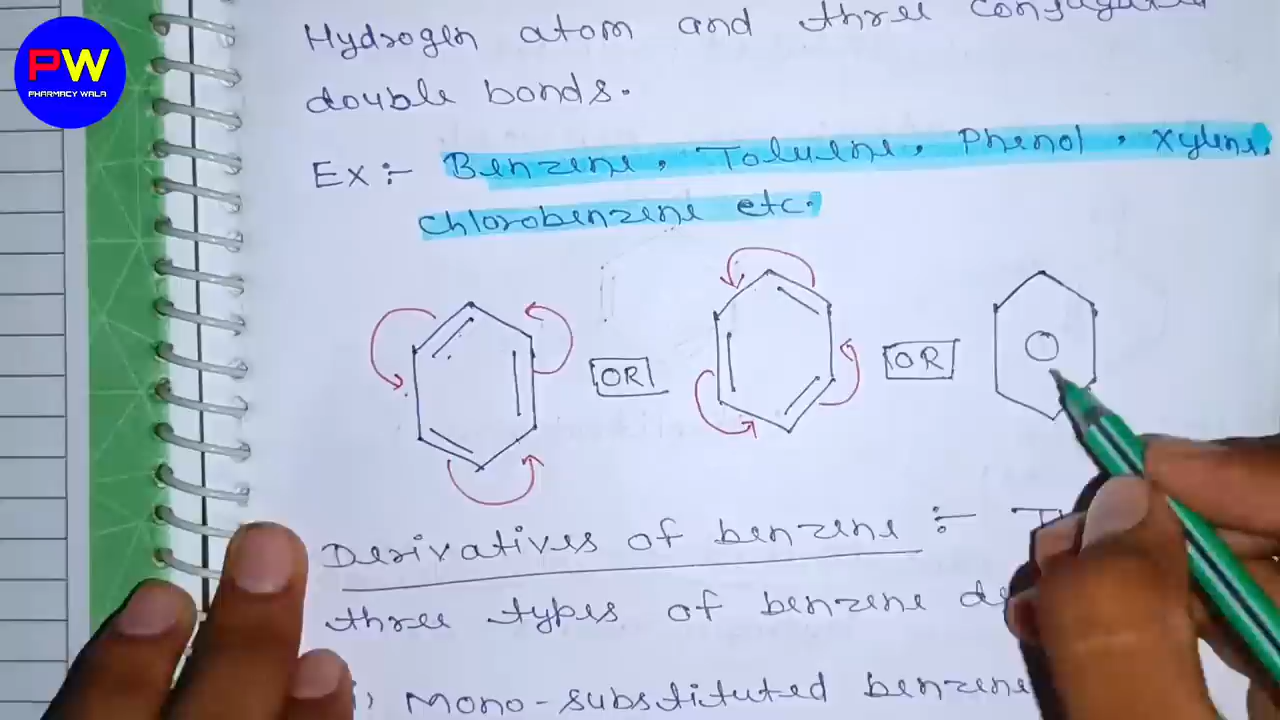 PW
PHARMACY WALA
Hydrogen atom and three conjugated
double bonds.
Ex :- Benzene, Toluene, Phenol, Xylene,
Chlorobenzene etc.
OR
OR
Derivatives of benzene :-
three types of benzene
Mono-substituted benzene